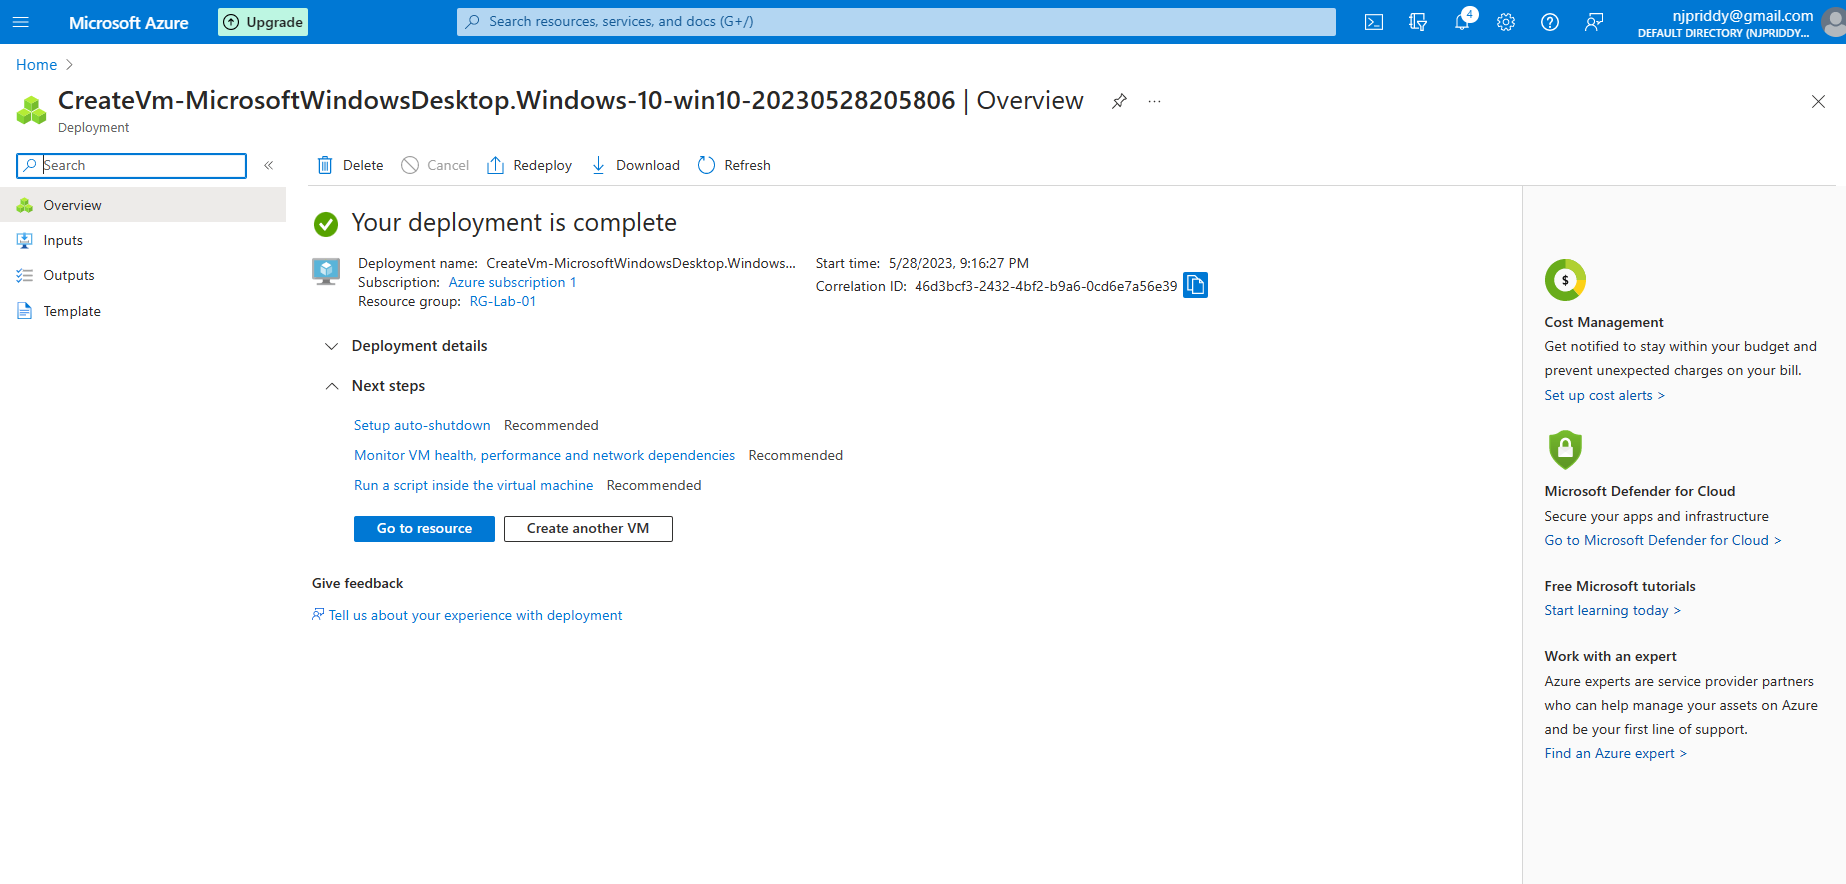 Microsoft Azure
Upgrade
Search resources, services, and docs (G+/)
4
njpriddy@gmail.com
DEFAULT DIRECTORY (NJPRIDDY...
Home
CreateVm-MicrosoftWindowsDesktop.Windows-10-win10-20230528205806 | Overview
Deployment
Search
Overview
Inputs
Outputs
Template
Delete
Cancel
Redeploy
Download
Refresh
Your deployment is complete
Deployment name: CreateVm-MicrosoftWindowsDesktop.Windows...
Subscription: Azure subscription 1
Resource group: RG-Lab-01
Start time: 5/28/2023, 9:16:27 PM
Correlation ID: 46d3bcf3-2432-4bf2-b9a6-0cd6e7a56e39
Deployment details
Next steps
Setup auto-shutdown Recommended
Monitor VM health, performance and network dependencies Recommended
Run a script inside the virtual machine Recommended
Go to resource
Create another VM
Give feedback
Tell us about your experience with deployment
$
Cost Management
Get notified to stay within your budget and
prevent unexpected charges on your bill.
Set up cost alerts >
Microsoft Defender for Cloud
Secure your apps and infrastructure
Go to Microsoft Defender for Cloud >
Free Microsoft tutorials
Start learning today >
Work with an expert
Azure experts are service provider partners
who can help manage your assets on Azure
and be your first line of support.
Find an Azure expert >